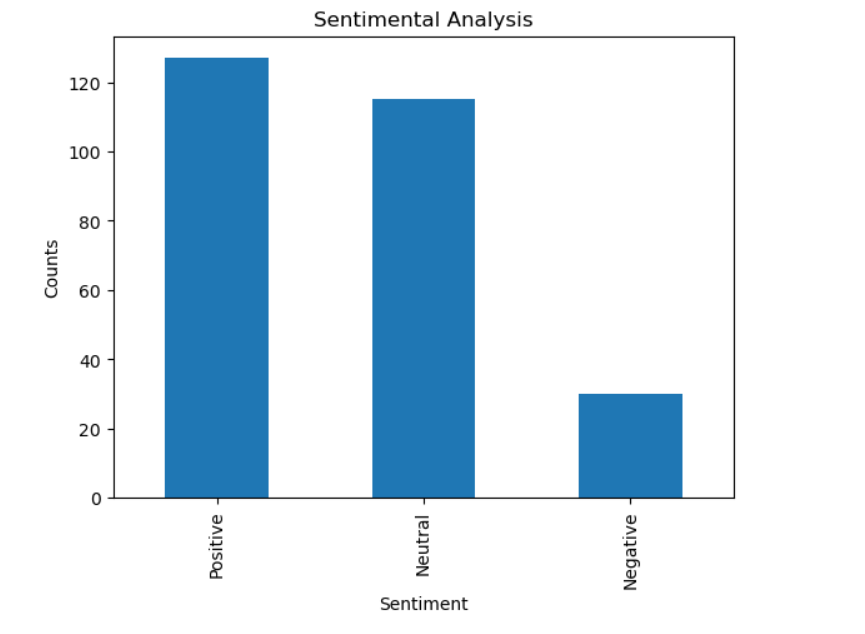 Sentimental Analysis
Counts
120
100
80
60
40
20
0
Positive
Neutral
Negative
Sentiment